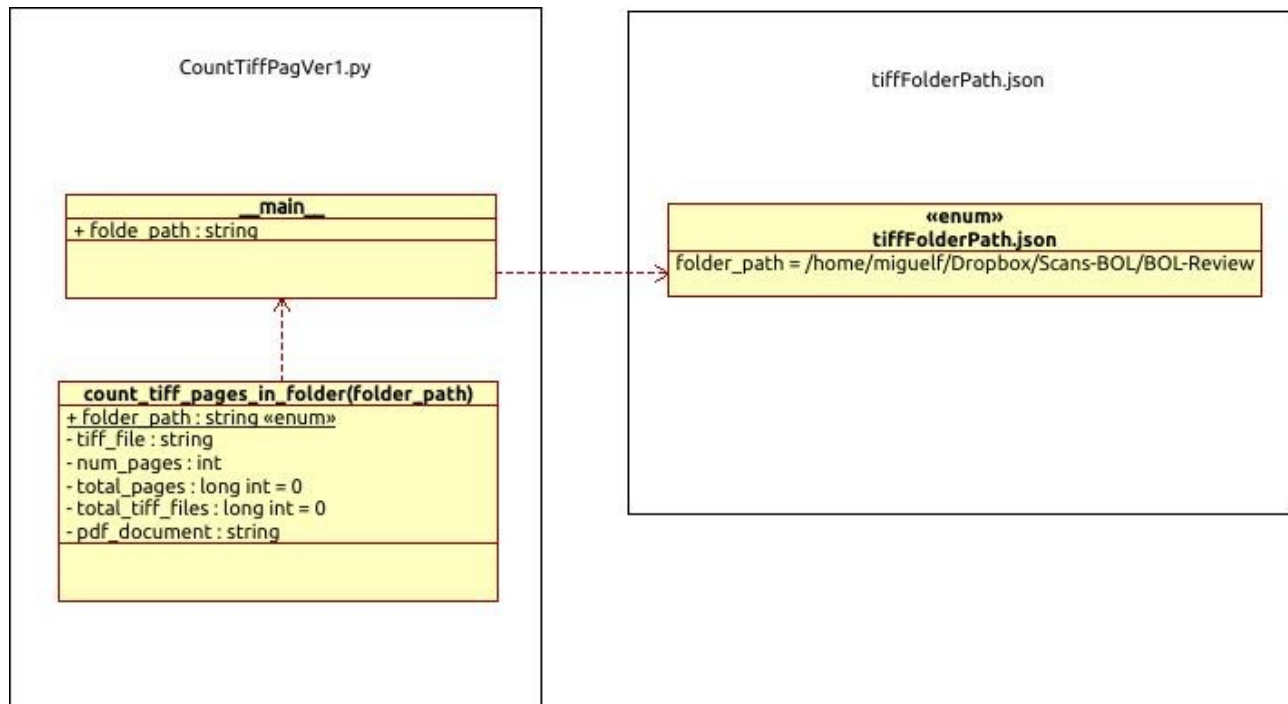 CountTiffPagVer1.py
__main__
+ folde_path : string
count_tiff_pages_in_folder(folder_path)
+ folder_path : string «enum»
- tiff_file : string
- num_pages : int
- total_pages : long int = 0
- total_tiff_files : long int = 0
- pdf_document : string
tiffFolderPath.json
«enum»
tiffFolderPath.json
folder_path = /home/miguelf/Dropbox/Scans-BOL/BOL-Review